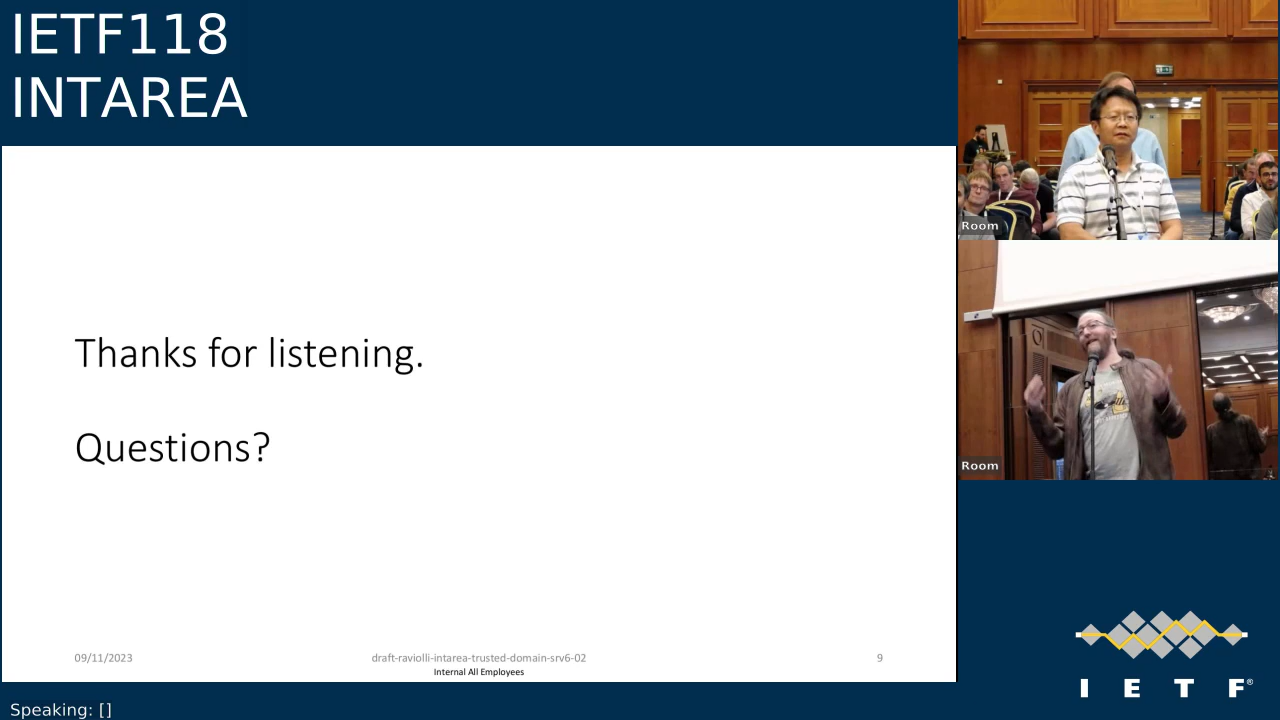 IETF118
INTAREA
Thanks for listening.
Questions?
09/11/2023
draft-raviolli-intarea-trusted-domain-srv6-02
9
Internal All Employees
Room
Room
I E T F®
Speaking: []